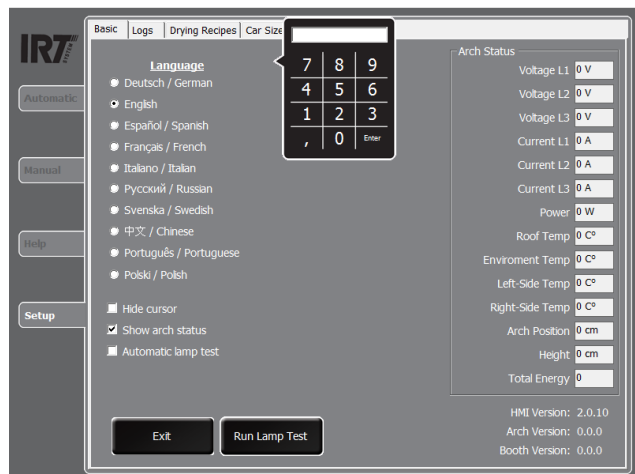 IRT
SYSTEM
Automatic
Manual
Help
Setup
Basic
Logs
Drying Recipes
Car Size
7 8 9
4 5 6
1 2 3
, 0 Enter
Language
Deutsch / German
English
Español / Spanish
Français / French
Italiano / Italian
Русский / Russian
Svenska / Swedish
中文 / Chinese
Português / Portuguese
Polski / Polish
Hide cursor
Show arch status
Automatic lamp test
Exit
Run Lamp Test
Arch Status
Voltage L1 0 V
Voltage L2 0 V
Voltage L3 0 V
Current L1 0 A
Current L2 0 A
Current L3 0 A
Power 0 W
Roof Temp 0 Cº
Enviroment Temp 0 Cº
Left-Side Temp 0 Cº
Right-Side Temp 0 Cº
Arch Position 0 cm
Height 0 cm
Total Energy 0
HMI Version: 2.0.10
Arch Version: 0.0.0
Booth Version: 0.0.0